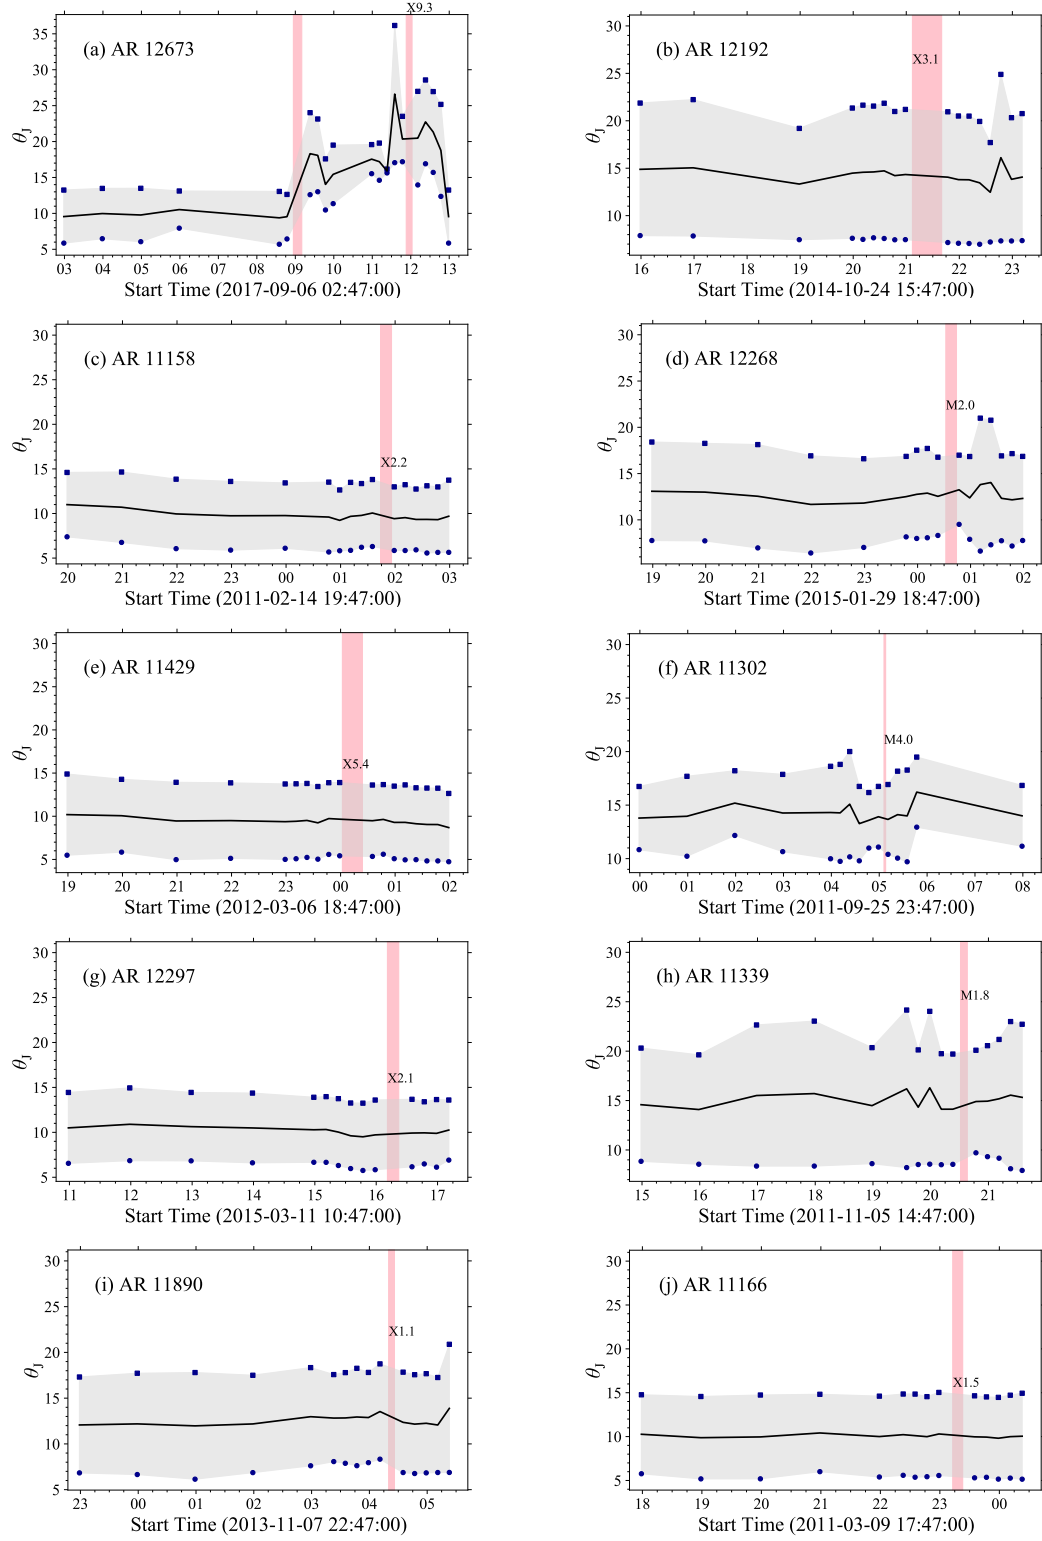 X9.3
(a) AR 12673
θJ
35
30
25
20
15
10
5
03 04 05 06 07 08 09 10 11 12 13
Start Time (2017-09-06 02:47:00)
(b) AR 12192
X3.1
θJ
30
25
20
15
10
16 17 18 19 20 21 22 23
Start Time (2014-10-24 15:47:00)
(c) AR 11158
X2.2
θJ
30
25
20
15
10
5
20 21 22 23 00 01 02 03
Start Time (2011-02-14 19:47:00)
(d) AR 12268
M2.0
θJ
30
25
20
15
10
19 20 21 22 23 00 01 02
Start Time (2015-01-29 18:47:00)
(e) AR 11429
X5.4
θJ
30
25
20
15
10
5
19 20 21 22 23 00 01 02
Start Time (2012-03-06 18:47:00)
(f) AR 11302
M4.0
θJ
30
25
20
15
10
00 01 02 03 04 05 06 07 08
Start Time (2011-09-25 23:47:00)
(g) AR 12297
X2.1
θJ
30
25
20
15
10
5
11 12 13 14 15 16 17
Start Time (2015-03-11 10:47:00)
(h) AR 11339
M1.8
θJ
30
25
20
15
10
15 16 17 18 19 20 21
Start Time (2011-11-05 14:47:00)
(i) AR 11890
X1.1
θJ
30
25
20
15
10
5
23 00 01 02 03 04 05
Start Time (2013-11-07 22:47:00)
(j) AR 11166
X1.5
θJ
30
25
20
15
10
5
18 19 20 21 22 23 00
Start Time (2011-03-09 17:47:00)